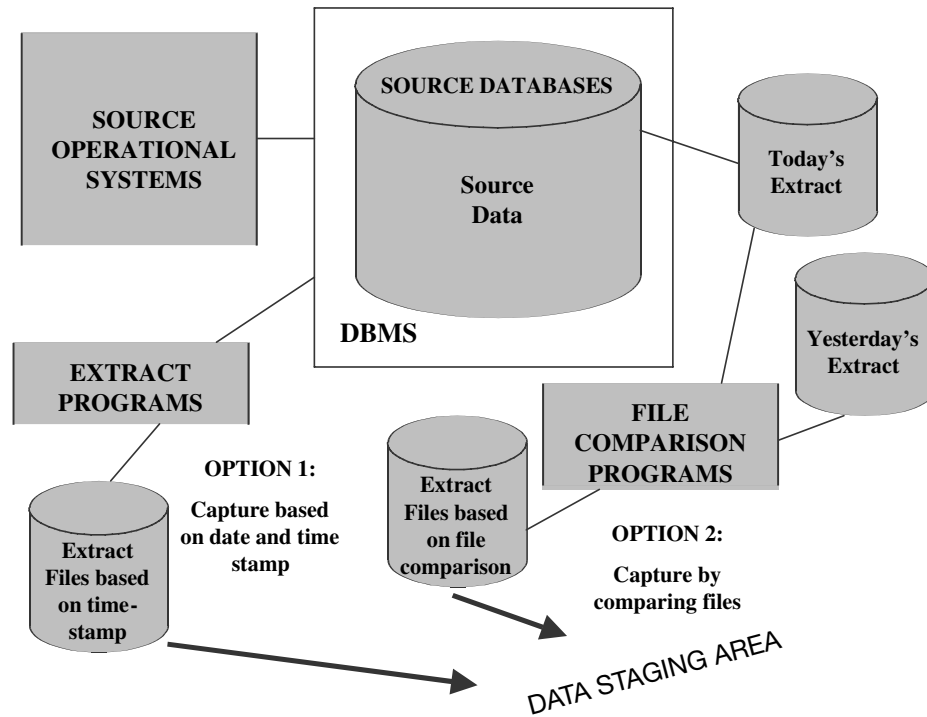 SOURCE
OPERATIONAL
SYSTEMS
SOURCE DATABASES
Source
Data
DBMS
Today’s
Extract
Yesterday’s
Extract
EXTRACT
PROGRAMS
FILE
COMPARISON
PROGRAMS
OPTION 1:
Capture based
on date and time
stamp
Extract
Files based
on time-
stamp
Extract
Files based
on file
comparison
OPTION 2:
Capture by
comparing files
DATA STAGING AREA